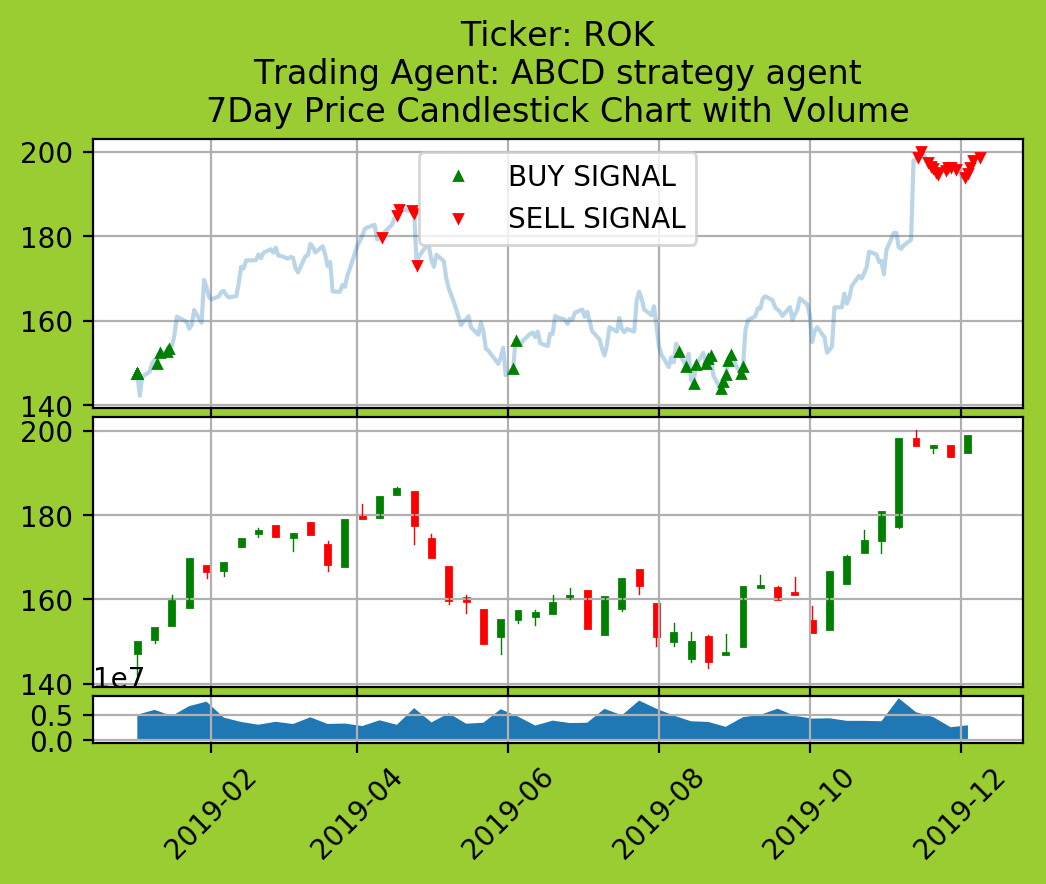 Ticker: ROK
Trading Agent: ABCD strategy agent
7Day Price Candlestick Chart with Volume
200
180
160
140
BUY SIGNAL
SELL SIGNAL
200
180
160
140
1e7
0.5
0.0
2019-02
2019-04
2019-06
2019-08
2019-10
2019-12